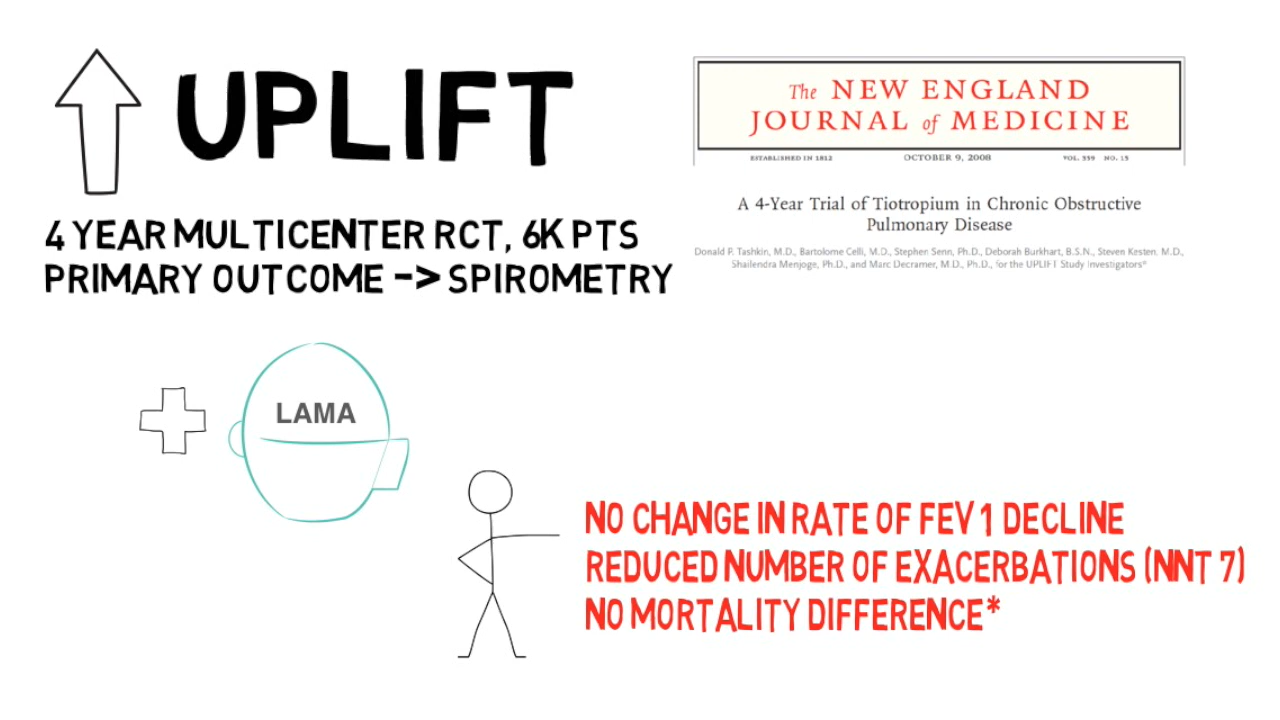 UPLIFT
4 YEAR MULTICENTER RCT, 6K PTS
PRIMARY OUTCOME -> SPIROMETRY
The NEW ENGLAND
JOURNAL of MEDICINE
ESTABLISHED IN 1812 OCTOBER 9, 2008 VOL. 359 NO. 15
A 4-Year Trial of Tiotropium in Chronic Obstructive
Pulmonary Disease
Donald P. Tashkin, M.D., Bartolome Celli, M.D., Stephen Senn, Ph.D., Deborah Burkhart, B.S.N., Steven Kesten, M.D.,
Shailendra Menjoge, Ph.D., and Marc Decramer, M.D., Ph.D., for the UPLIFT Study Investigators*
LAMA
NO CHANGE IN RATE OF FEV1 DECLINE
REDUCED NUMBER OF EXACERBATIONS (NNT 7)
NO MORTALITY DIFFERENCE*